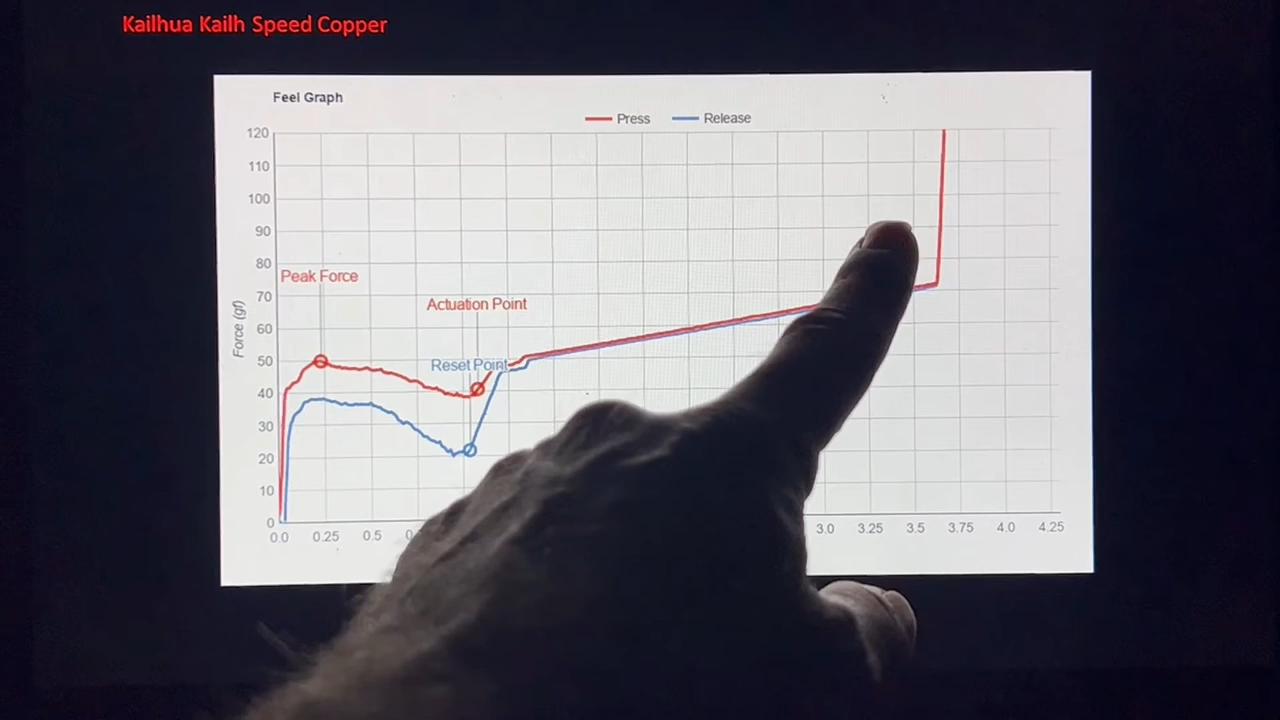 Kailhua Kailh Speed Copper
Feel Graph
Press Release
120
110
100
90
80
Peak Force
70
Actuation Point
60
Force (gf)
50
Reset Point
40
30
20
10
0
0.0 0.25 0.5 3.0 3.25 3.5 3.75 4.0 4.25